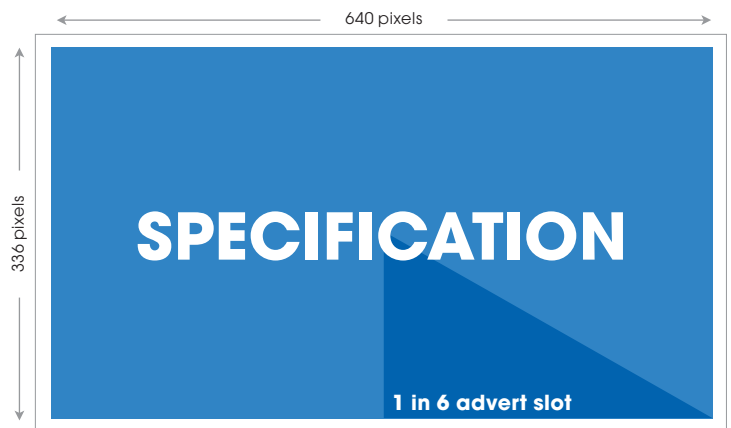 640 pixels
336 pixels
SPECIFICATION
1 in 6 advert slot